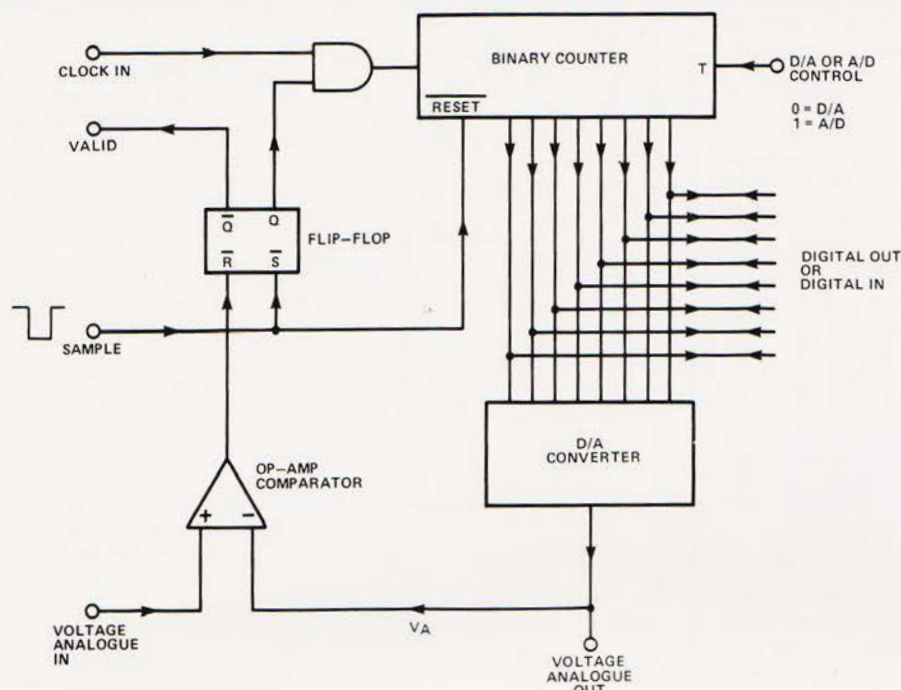 CLOCK IN
BINARY COUNTER
T
D/A OR A/D
CONTROL
0 = D/A
1 = A/D
RESET
VALID
Q Q
R S
FLIP–FLOP
DIGITAL OUT
OR
DIGITAL IN
SAMPLE
D/A
CONVERTER
OP–AMP
COMPARATOR
+ −
VOLTAGE
ANALOGUE
IN
VA
VOLTAGE
ANALOGUE
OUT